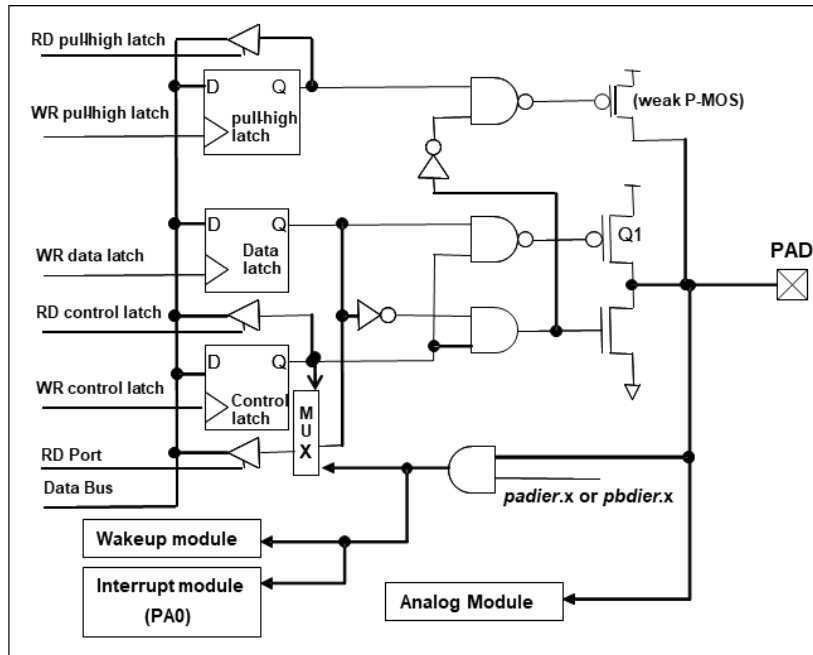 RD pull-high latch
D
Q
(weak P-MOS)
WR pull-high latch
pull-high
latch
D
Q
Q1
Data
latch
PAD
WR data latch
RD control latch
D
Q
WR control latch
Control
latch
MUX
RD Port
padier.x or pbdier.x
Data Bus
Wakeup module
Interrupt module
(PA0)
Analog Module